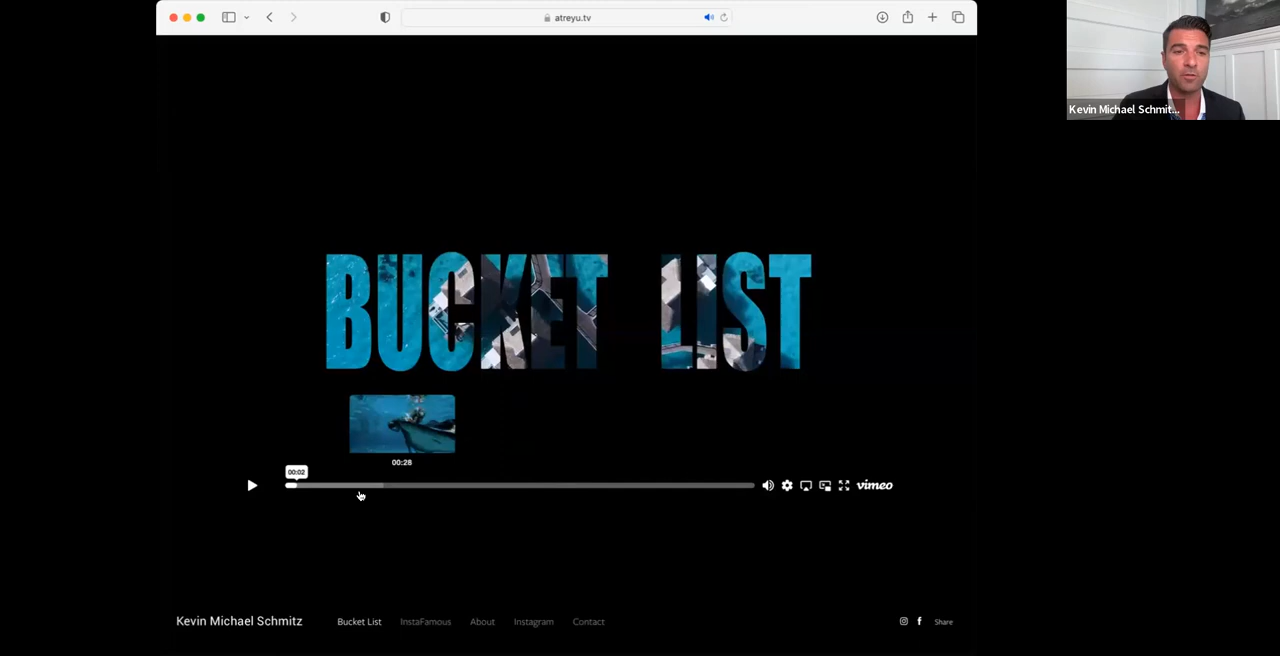 atreyu.tv
Kevin Michael Schmit...
BUCKET LIST
00:28
00:02
vimeo
Kevin Michael Schmitz Bucket List InstaFamous About Instagram Contact Share